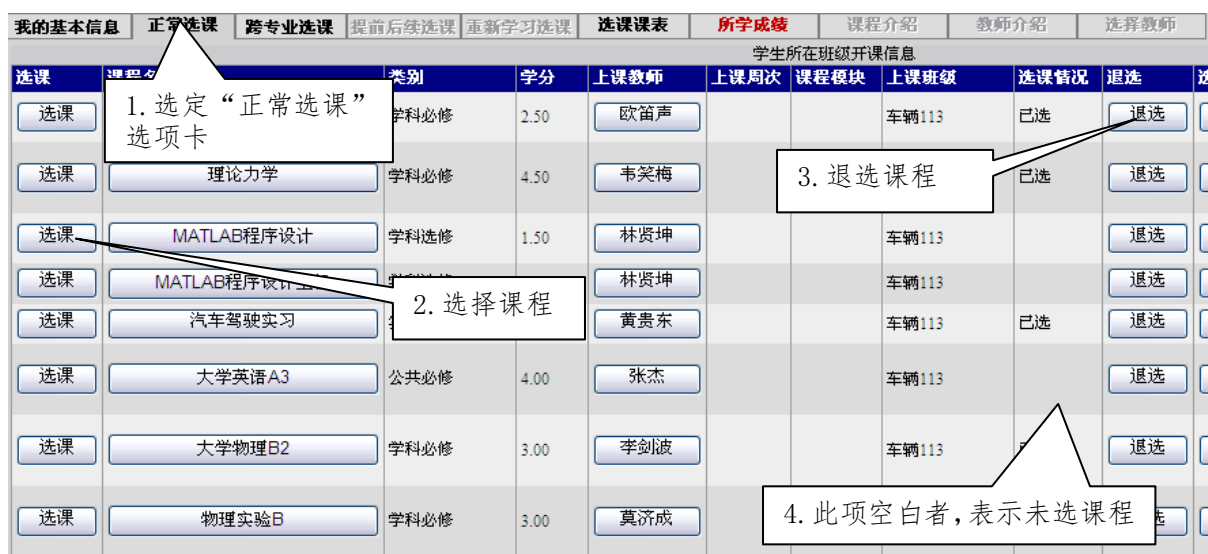 我的基本信息 正常选课 跨专业选课 提前后续选课 重新学习选课 选课课表 所学成绩 课程介绍 教师介绍 选择教师
学生所在班级开课信息
选课 类别 学分 上课教师 上课周次 课程模块 上课班级 选课情况 退选
选课 学科必修 2.50 欧笛声 车辆113 已选 退选
1.选定“正常选课”
选项卡
选课 理论力学 学科必修 4.50 韦笑梅 已选 退选
3.退选课程
选课 MATLAB程序设计 学科选修 1.50 林贤坤 车辆113 退选
选课 MATLAB程序设计 林贤坤 车辆113 退选
2.选择课程
选课 汽车驾驶实习 黄贵东 车辆113 已选 退选
选课 大学英语A3 公共必修 4.00 张杰 车辆113 退选
选课 大学物理B2 学科必修 3.00 李剑波 车辆113 退选
4.此项空白者,表示未选课程
选课 物理实验B 学科必修 3.00 莫济成